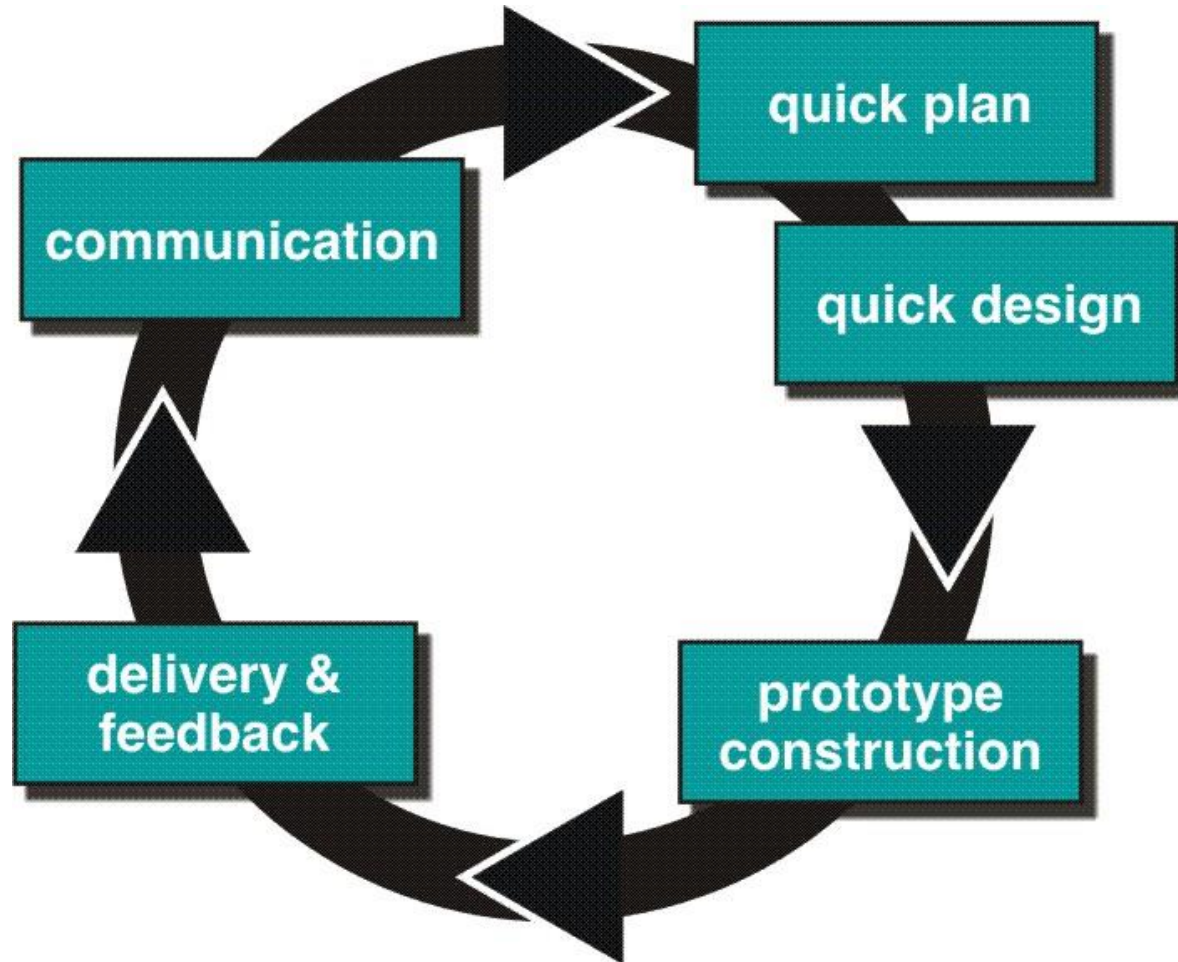 communication
quick plan
quick design
prototype
construction
delivery &
feedback